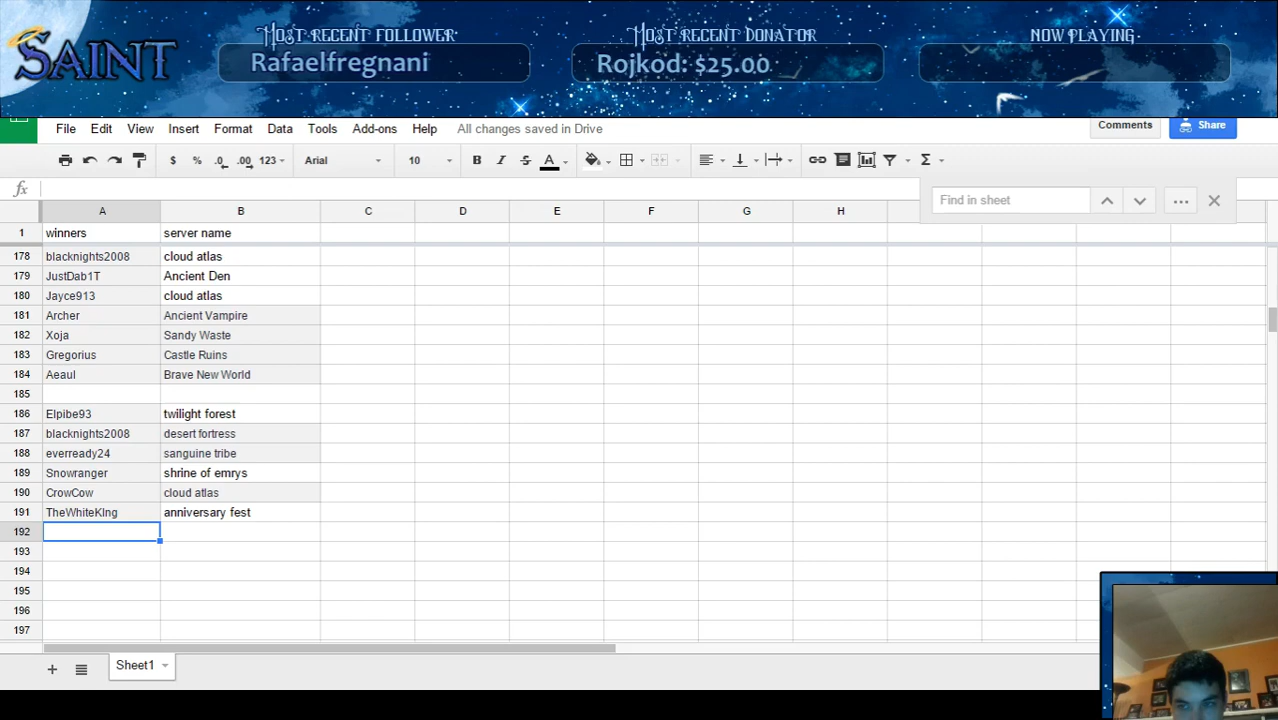 SAINT
MOST RECENT FOLLOWER
Rafaelfregnani
MOST RECENT DONATOR
Rojkod: $25.00
NOW PLAYING
File Edit View Insert Format Data Tools Add-ons Help All changes saved in Drive Comments Share
$ % .0 .00 123 Arial 10 B I S A Σ
fx Find in sheet
A B C D E F G H
1 winners server name
178 blacknights2008 cloud atlas
179 JustDab1T Ancient Den
180 Jayce913 cloud atlas
181 Archer Ancient Vampire
182 Xoja Sandy Waste
183 Gregorius Castle Ruins
184 Aeaul Brave New World
185
186 Elpibe93 twilight forest
187 blacknights2008 desert fortress
188 everready24 sanguine tribe
189 Snowranger shrine of emrys
190 CrowCow cloud atlas
191 TheWhiteKIng anniversary fest
192
193
194
195
196
197
Sheet1